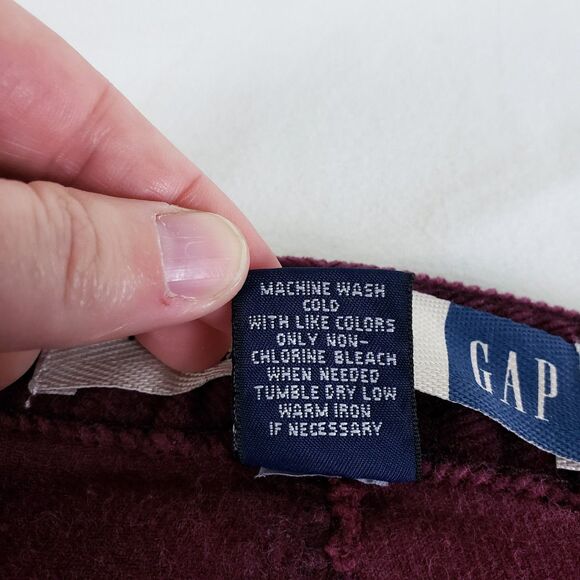 MACHINE WASH
COLD
WITH LIKE COLORS
ONLY NON-
CHLORINE BLEACH
WHEN NEEDED
TUMBLE DRY LOW
WARM IRON
IF NECESSARY
GAP